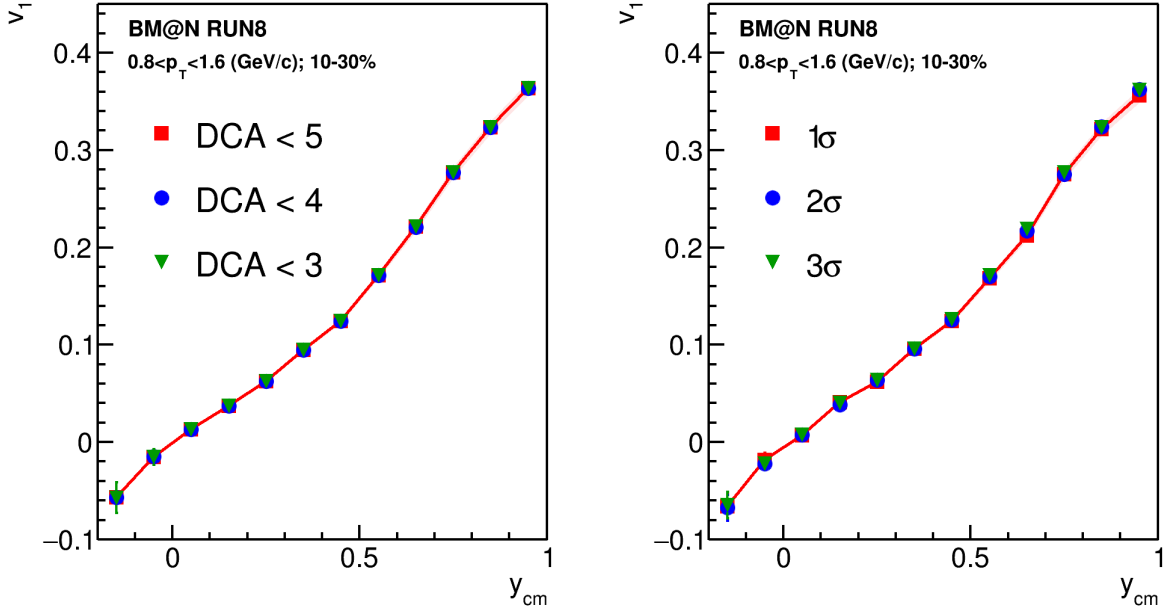 v1
BM@N RUN8
0.8<pT<1.6 (GeV/c); 10-30%
DCA < 5
DCA < 4
DCA < 3
0.4
0.3
0.2
0.1
0
−0.1
0
0.5
1
ycm
v1
BM@N RUN8
0.8<pT<1.6 (GeV/c); 10-30%
1σ
2σ
3σ
0.4
0.3
0.2
0.1
0
−0.1
0
0.5
1
ycm